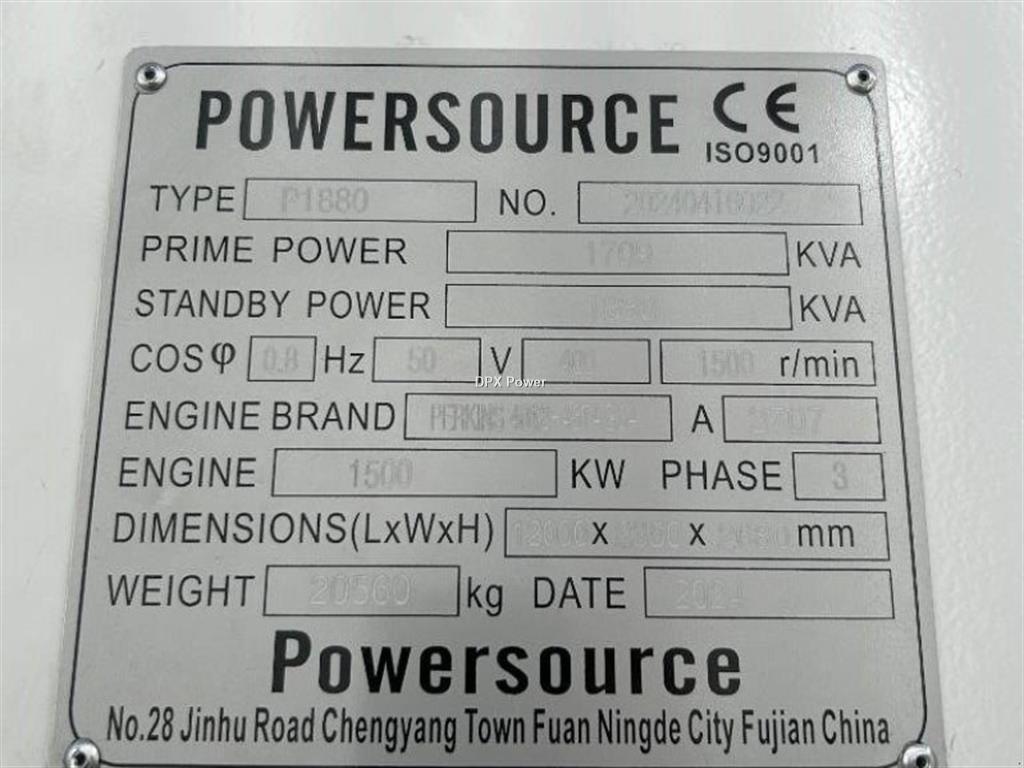 POWERSOURCE CE
ISO9001
TYPE P1880 NO.
PRIME POWER 1709 KVA
STANDBY POWER KVA
COSφ 0.8 Hz 50 V 400 1500 r/min
DPX Power
ENGINE BRAND PERKINS A
ENGINE 1500 KW PHASE 3
DIMENSIONS(LxWxH) x x mm
WEIGHT 20560 kg DATE 2024
Powersource
No.28 Jinhu Road Chengyang Town Fuan Ningde City Fujian China